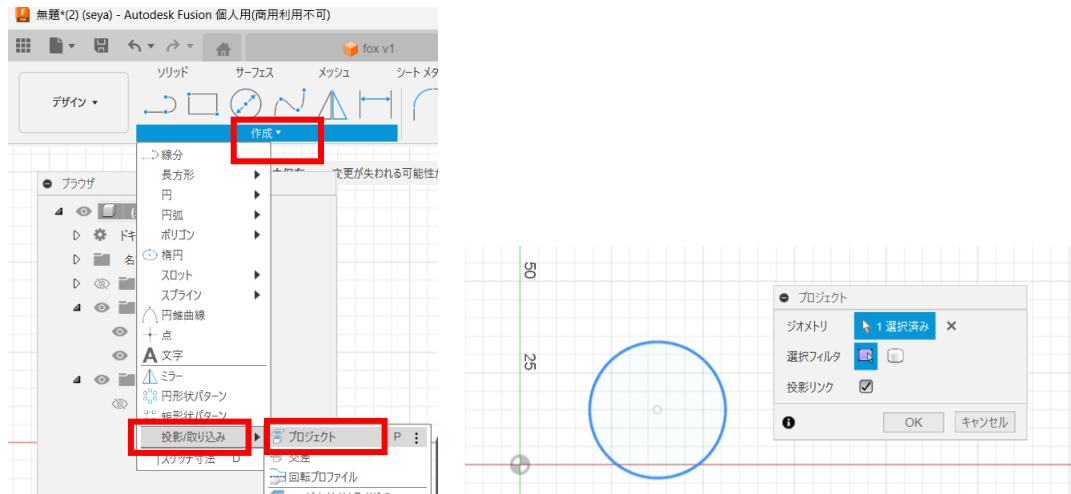 無題*(2) (seya) - Autodesk Fusion 個人用(商用利用不可)
fox v1
ソリッド サーフェス メッシュ シート メタ
デザイン
作成
線分
変更が失われる可能性が
長方形
ブラウザ
円
円弧
ポリゴン
ドキ
楕円
名
スロット
スプライン
円錐曲線
点
A 文字
ミラー
円形状パターン
矩形状パターン
投影/取り込み
プロジェクト P
スケッチ寸法 D
交差
回転プロファイル
50
25
プロジェクト
ジオメトリ 1 選択済み
選択フィルタ
投影リンク
OK キャンセル